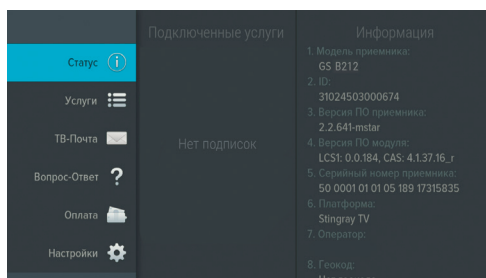 Статус
Услуги
ТВ-Почта
Вопрос-Ответ
Оплата
Настройки
Подключенные услуги
Нет подписок
Информация
1. Модель приемника:
GS B212
2. ID:
31024503000674
3. Версия ПО приемника:
2.2.641-mstar
4. Версия ПО модуля:
LCS1: 0.0.184, CAS: 4.1.37.16_r
5. Серийный номер приемника:
50 0001 01 01 05 189 17315835
6. Платформа:
Stingray TV
7. Оператор:
8. Геокод: